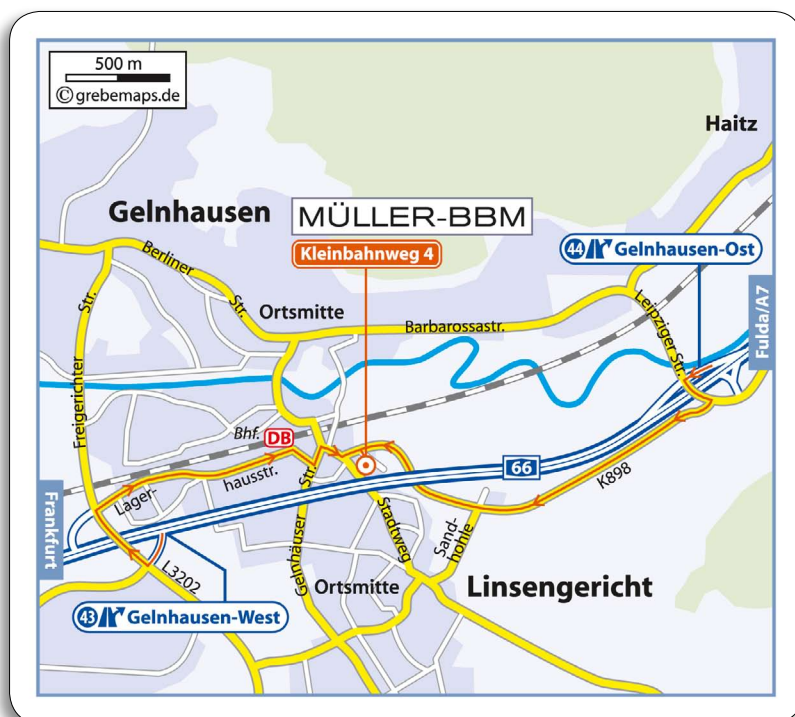 500 m
© grebemaps.de
Haitz
Gelnhausen
MÜLLER-BBM
Kleinbahnweg 4
44 Gelnhausen-Ost
Berliner
Str.
Ortsmitte
Barbarossastr.
Leipziger Str.
Fulda/A7
Freigerichter
Str.
Bhf. DB
Lager-
hausstr.
Gelnhäuser
Str.
66
K898
Stadtweg
Sand-
hohle
Frankfurt
L3202
Ortsmitte
Linsengericht
43 Gelnhausen-West